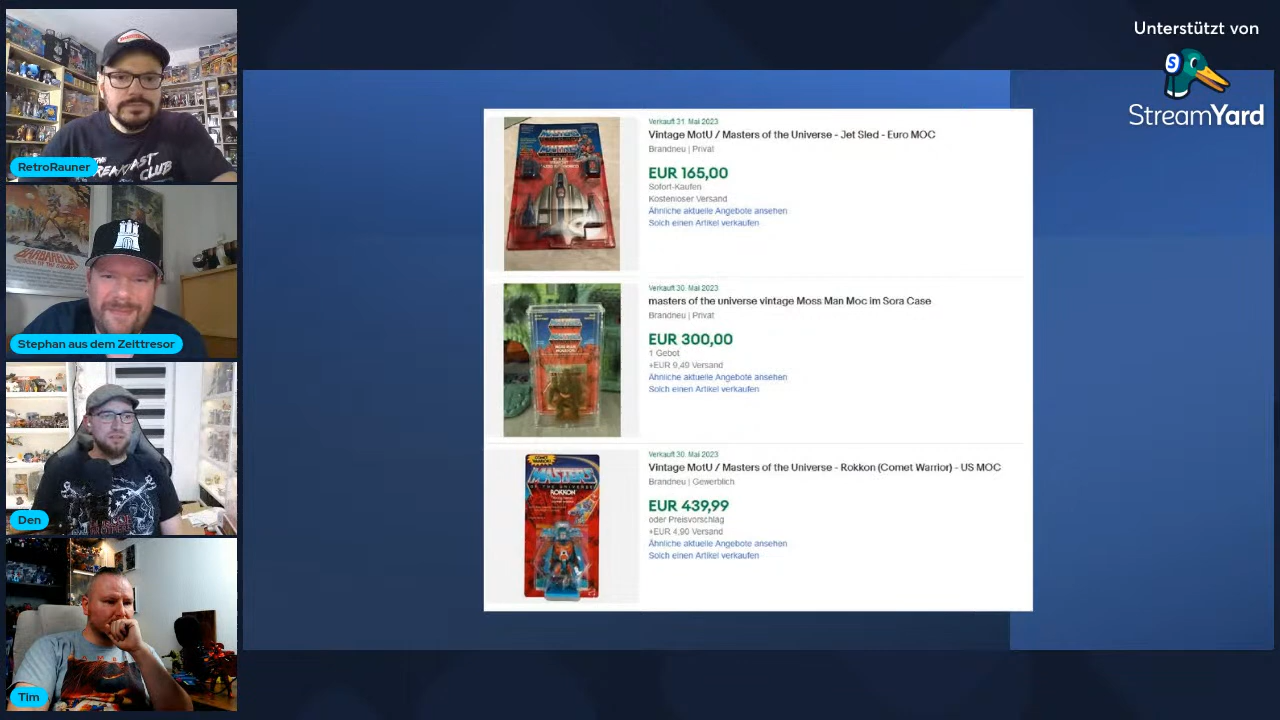 RetroRauner
Stephan aus dem Zeittresor
Den
Tim
Unterstützt von
StreamYard
Verkauft 31. Mai 2023
Vintage MotU / Masters of the Universe - Jet Sled - Euro MOC
Brandneu | Privat
EUR 165,00
Sofort-Kaufen
Kostenloser Versand
Ähnliche aktuelle Angebote ansehen
Solch einen Artikel verkaufen
Verkauft 30. Mai 2023
masters of the universe vintage Moss Man Moc im Sora Case
Brandneu | Privat
EUR 300,00
1 Gebot
+EUR 9,49 Versand
Ähnliche aktuelle Angebote ansehen
Solch einen Artikel verkaufen
MASTERS
ROKKON
Verkauft 30. Mai 2023
Vintage MotU / Masters of the Universe - Rokkon (Comet Warrior) - US MOC
Brandneu | Gewerblich
EUR 439,99
oder Preisvorschlag
+EUR 4,90 Versand
Ähnliche aktuelle Angebote ansehen
Solch einen Artikel verkaufen